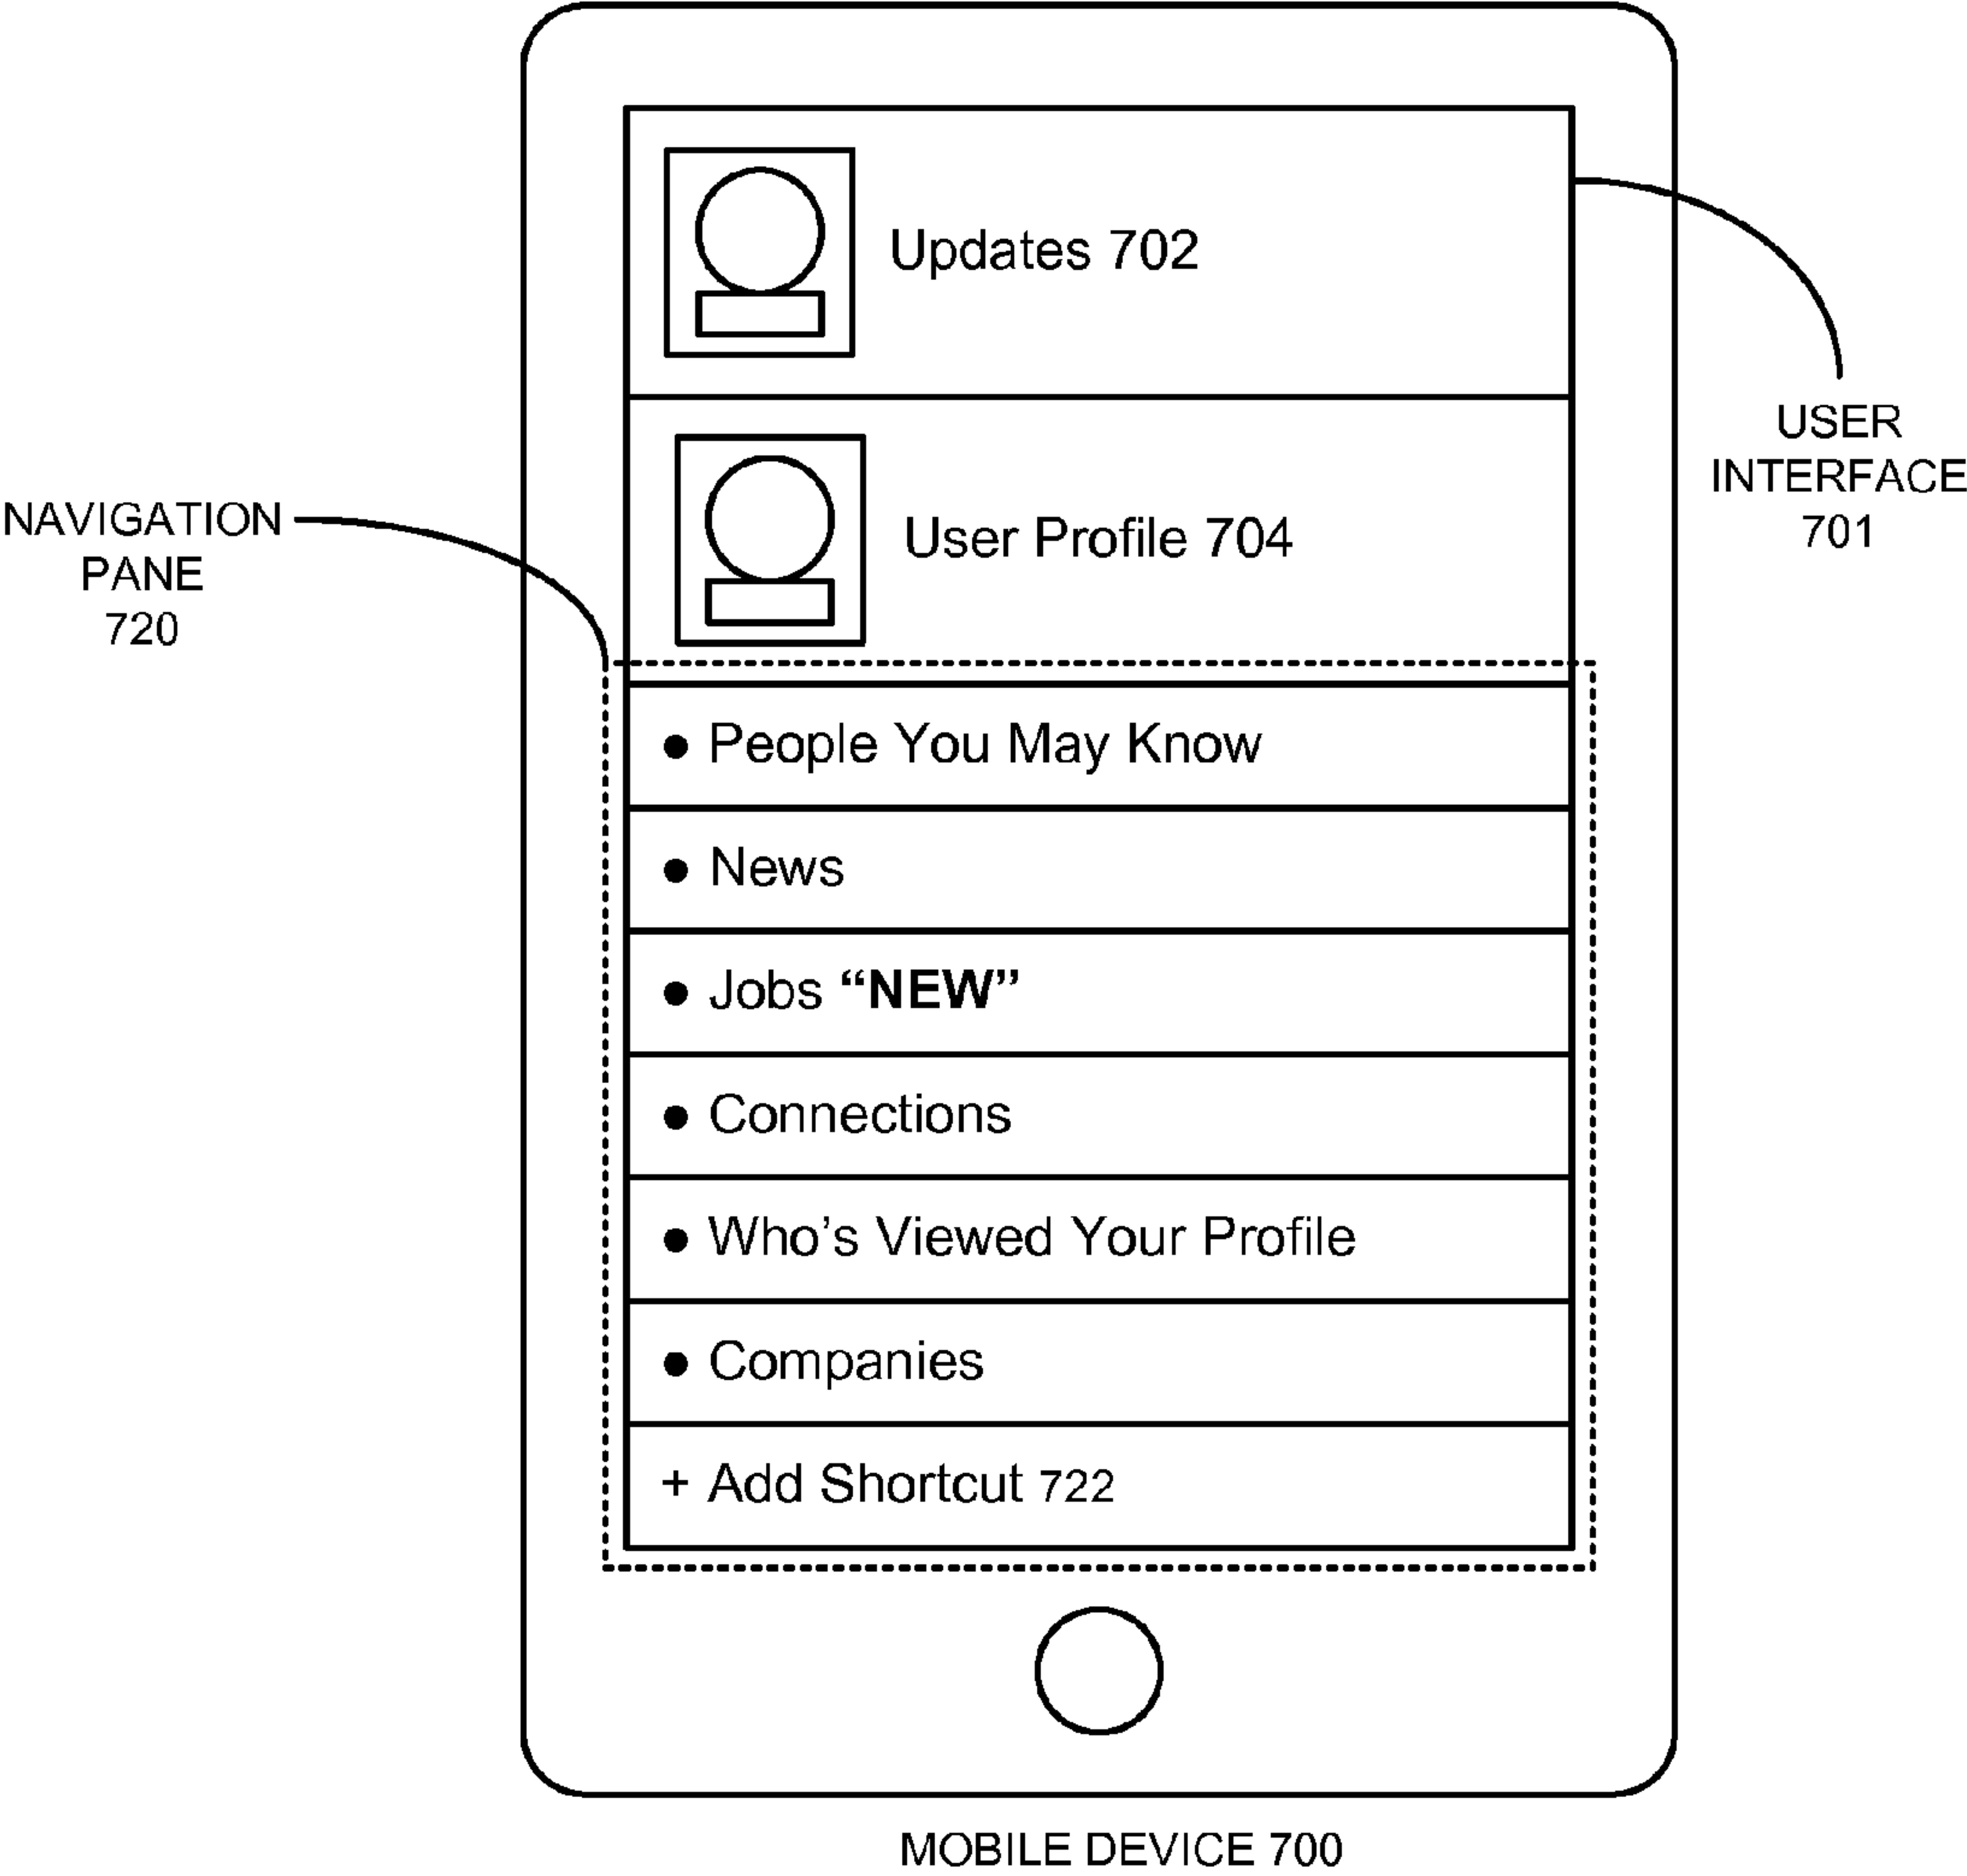 Updates 702
USER
INTERFACE
701
NAVIGATION
PANE
720
User Profile 704
● People You May Know
● News
● Jobs “NEW”
● Connections
● Who’s Viewed Your Profile
● Companies
+ Add Shortcut 722
MOBILE DEVICE 700